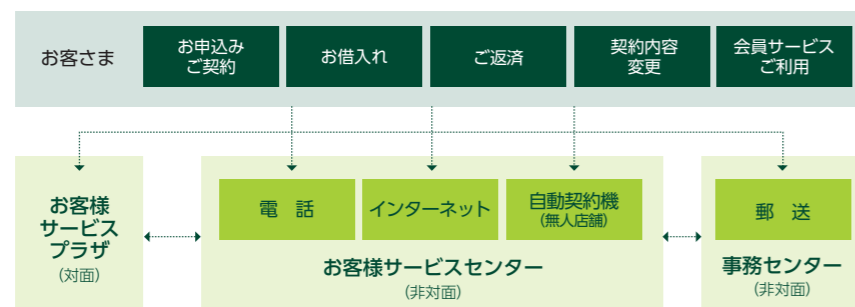 お客さま
お申込み
ご契約
お借入れ
ご返済
契約内容
変更
会員サービス
ご利用
お客様
サービス
プラザ
(対面)
電　話
インターネット
自動契約機
(無人店舗)
お客様サービスセンター
(非対面)
郵　送
事務センター
(非対面)